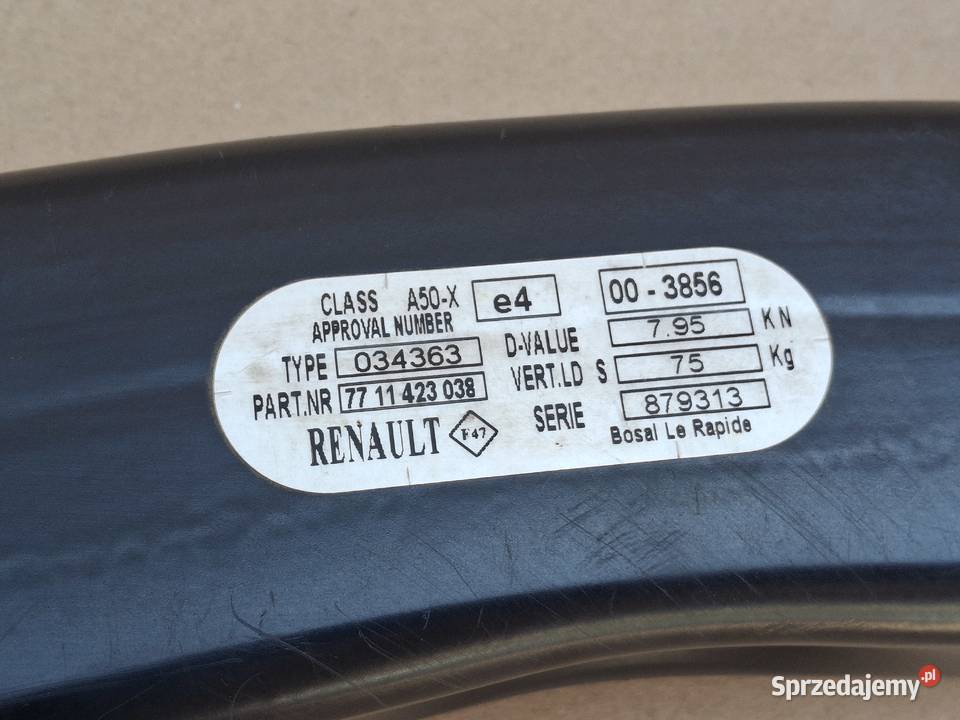 CLASS A50-X e4 00 - 3856
APPROVAL NUMBER
TYPE 034363 D-VALUE 7.95 KN
PART.NR 77 11 423 038 VERT.LD S 75 Kg
RENAULT F47 SERIE 879313
Bosal Le Rapide
Sprzedajemy.pl